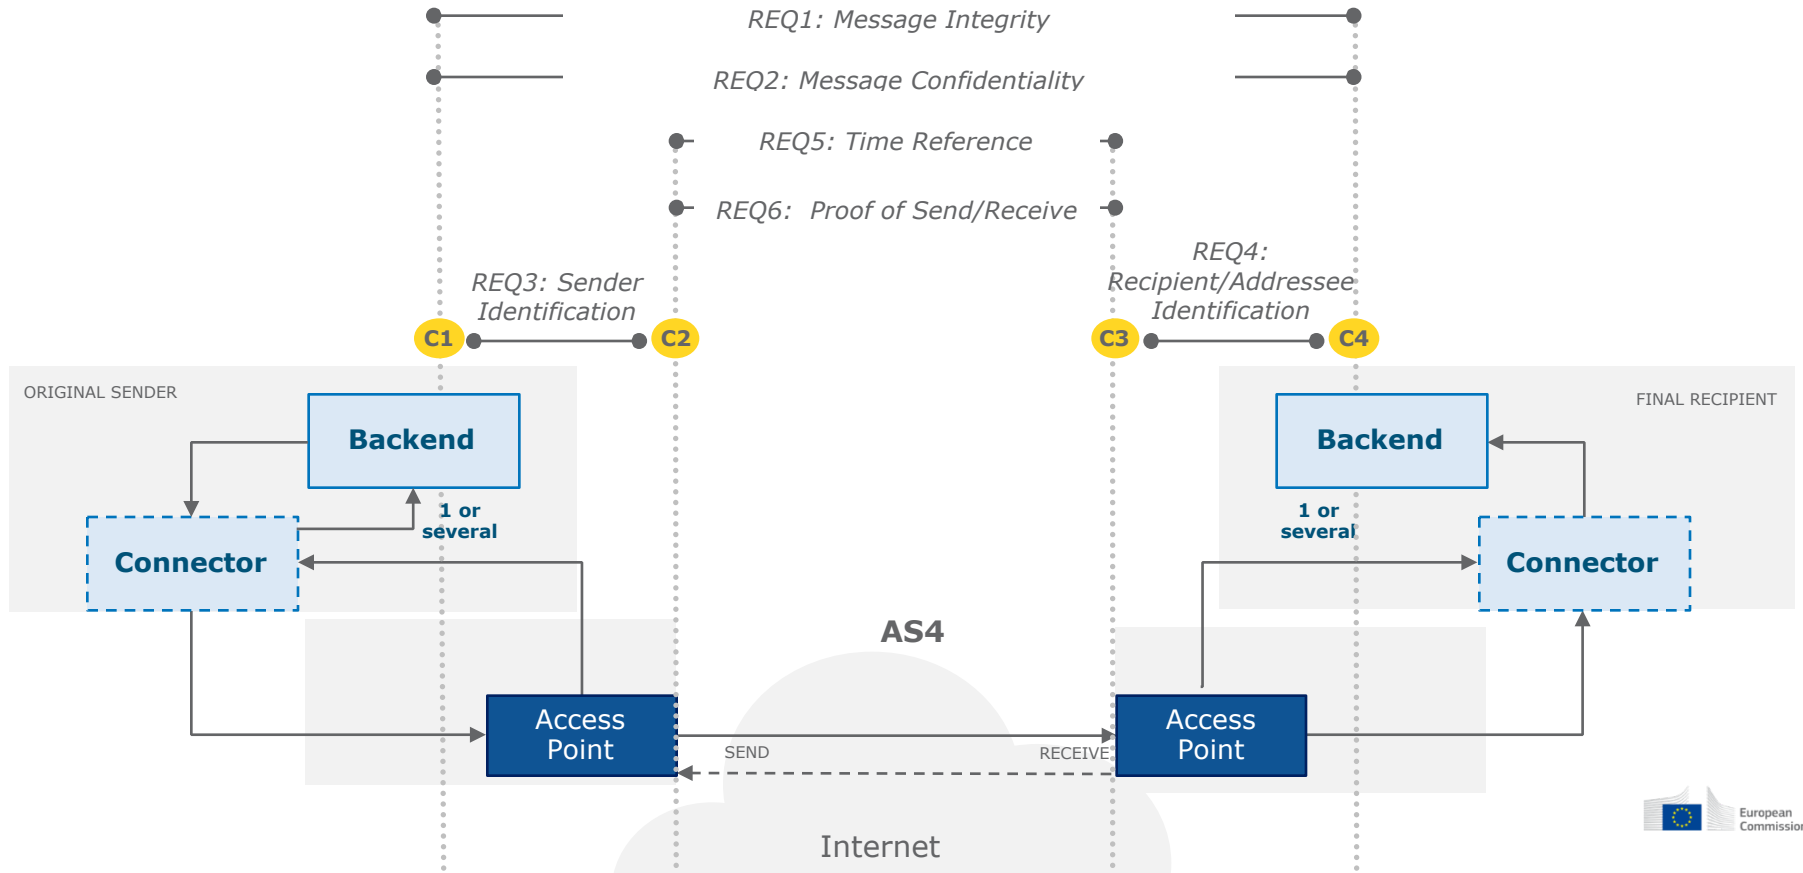 REQ1: Message Integrity
REQ2: Message Confidentiality
REQ5: Time Reference
REQ6: Proof of Send/Receive
REQ3: Sender
Identification
REQ4:
Recipient/Addressee
Identification
C1
C2
C3
C4
ORIGINAL SENDER
FINAL RECIPIENT
Backend
Backend
1 or
several
1 or
several
Connector
Connector
AS4
Access
Point
Access
Point
SEND
RECEIVE
Internet
European
Commission